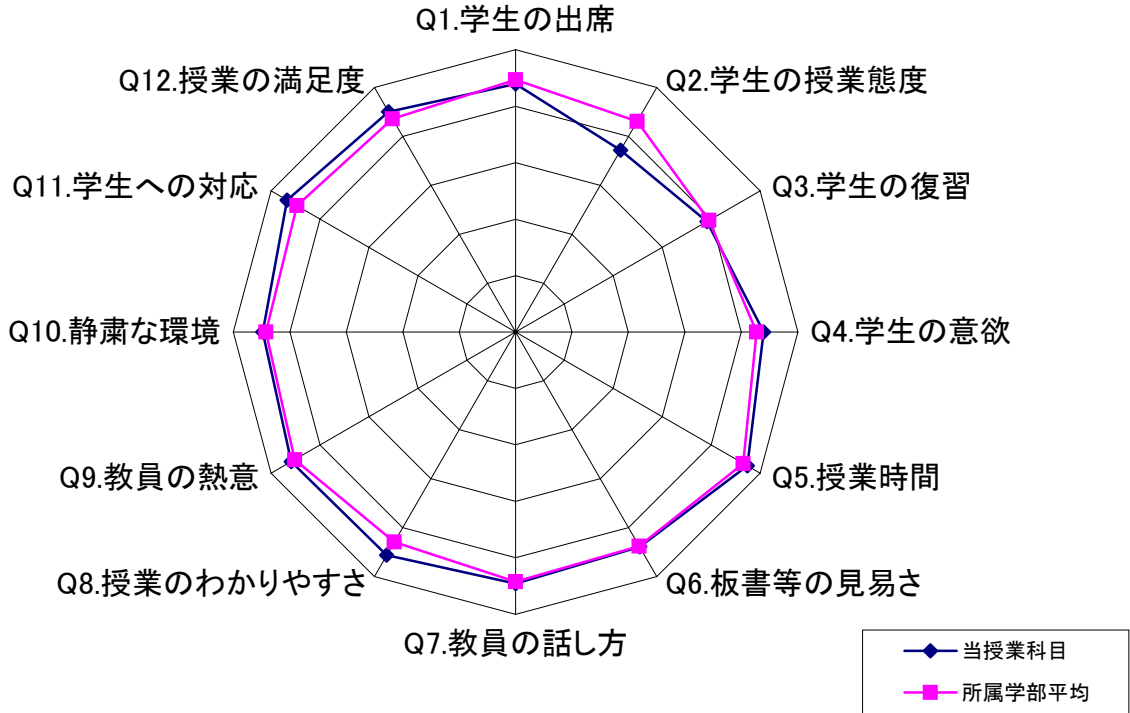 Q1.学生の出席
Q2.学生の授業態度
Q3.学生の復習
Q4.学生の意欲
Q5.授業時間
Q6.板書等の見易さ
Q7.教員の話し方
Q8.授業のわかりやすさ
Q9.教員の熱意
Q10.静粛な環境
Q11.学生への対応
Q12.授業の満足度
当授業科目
所属学部平均